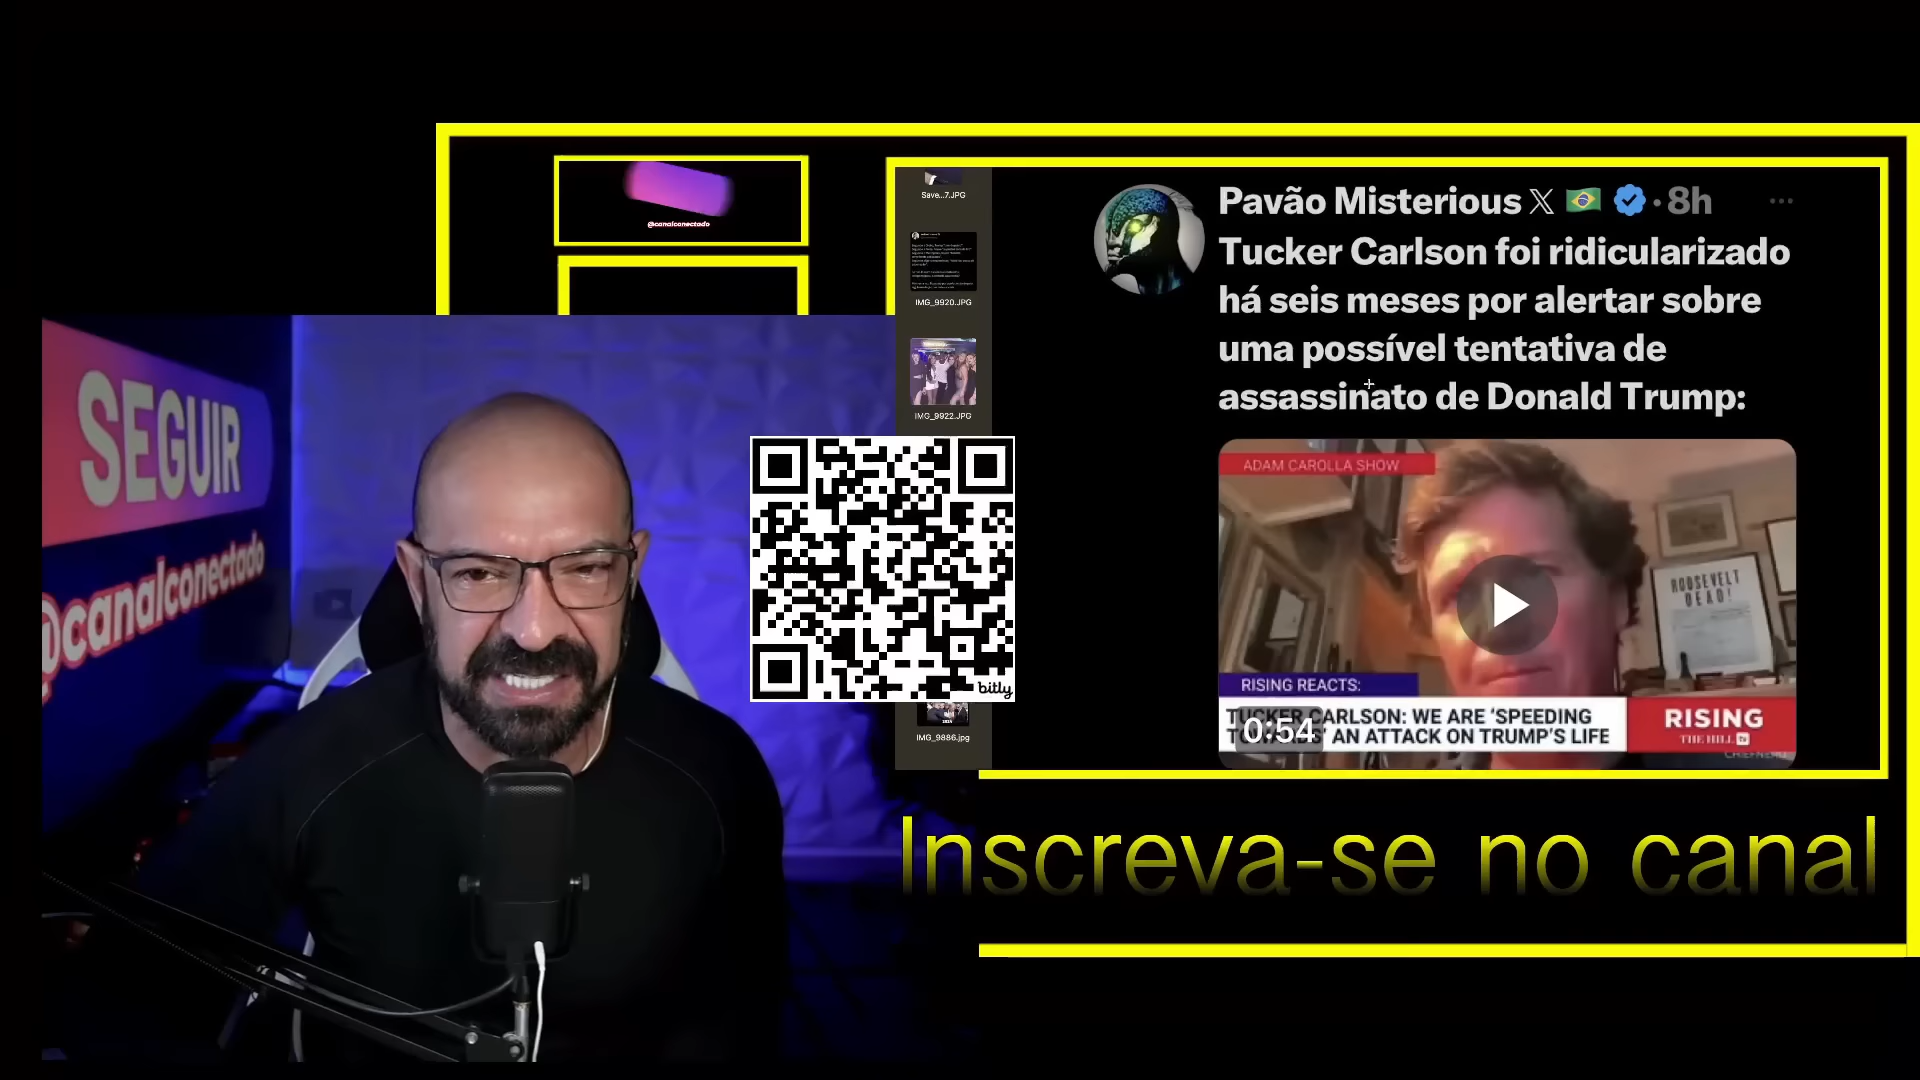 @canalconectado
Save...7.JPG
IMG_9920.JPG
IMG_9922.JPG
IMG_9886.jpg
Pavão Misterious X 🇧🇷 · 8h ...
Tucker Carlson foi ridicularizado
há seis meses por alertar sobre
uma possível tentativa de
assassinato de Donald Trump:
ADAM CAROLLA SHOW
ROOSEVELT
DEAD!
RISING REACTS:
TUCKER CARLSON: WE ARE ‘SPEEDING
TOWARDS’ AN ATTACK ON TRUMP’S LIFE
0:54
RISING
THE HILL tv
SEGUIR
@canalconectado
bitly
Inscreva-se no canal